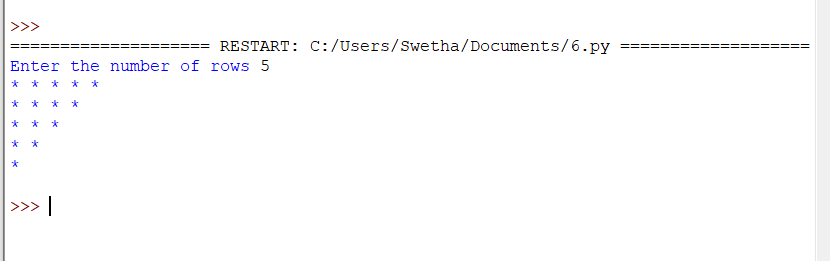 >>>
==================== RESTART: C:/Users/Swetha/Documents/6.py ===================
Enter the number of rows 5
* * * * *
* * * *
* * *
* *
*
>>>